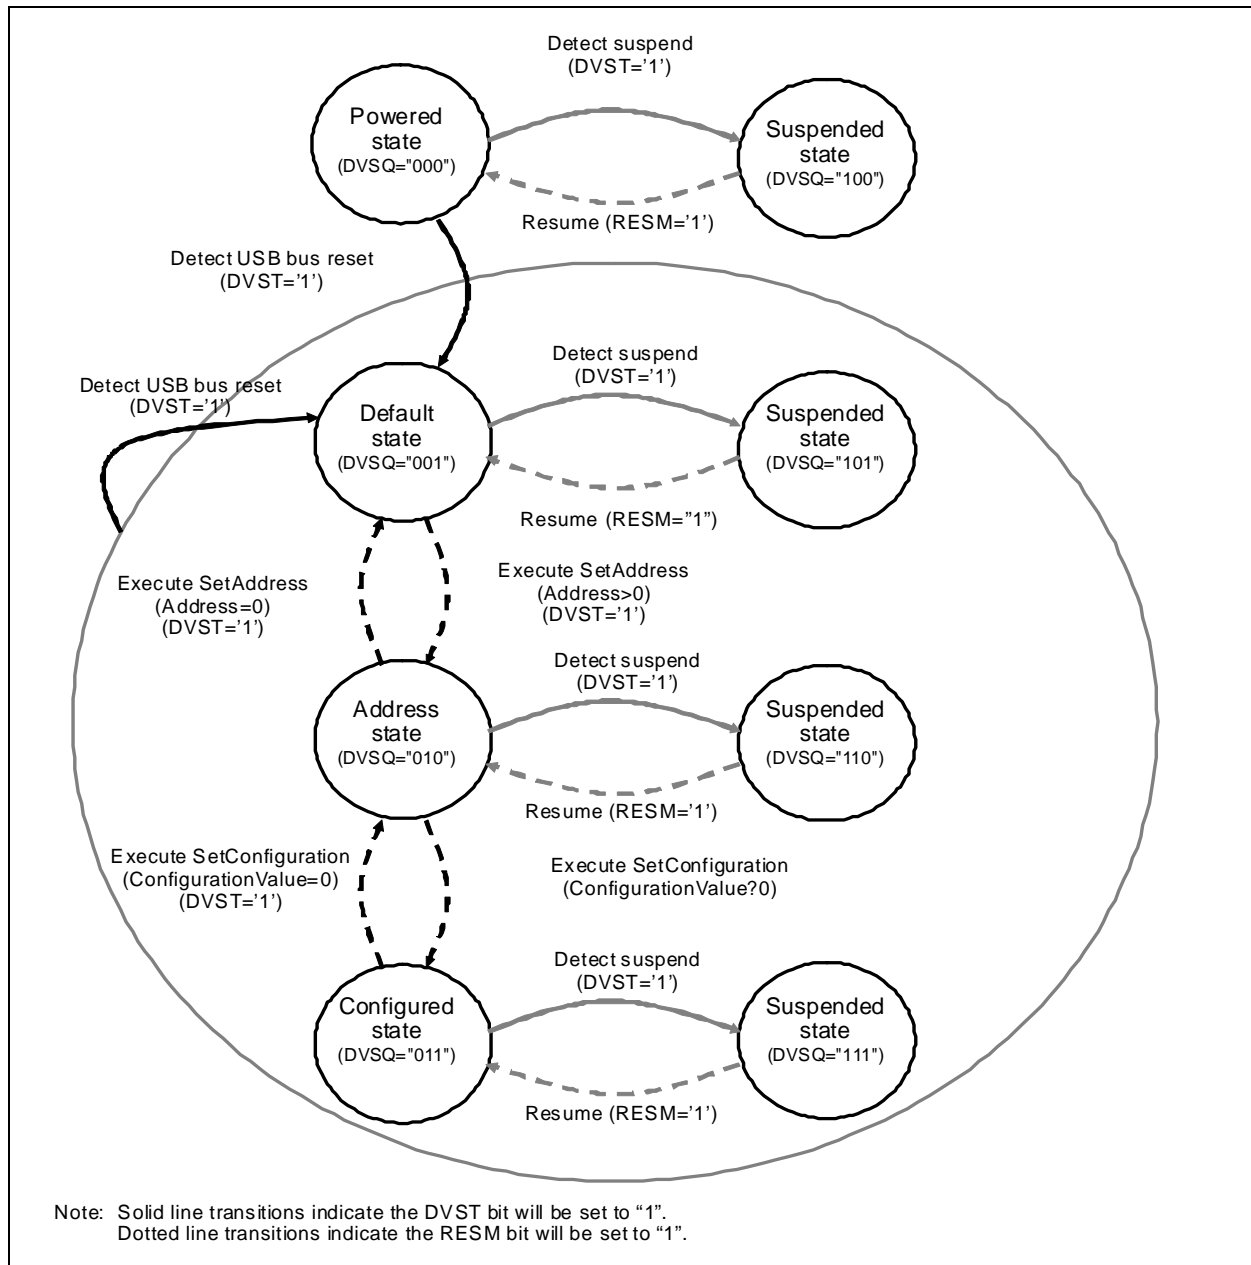 Detect suspend
(DVST='1')
Powered
state
(DVSQ="000")
Suspended
state
(DVSQ="100")
Resume (RESM='1')
Detect USB bus reset
(DVST='1')
Detect suspend
(DVST='1')
Detect USB bus reset
(DVST='1')
Default
state
(DVSQ="001")
Suspended
state
(DVSQ="101")
Resume (RESM="1")
Execute SetAddress
(Address=0)
(DVST='1')
Execute SetAddress
(Address>0)
(DVST='1')
Detect suspend
(DVST='1')
Address
state
(DVSQ="010")
Suspended
state
(DVSQ="110")
Resume (RESM='1')
Execute SetConfiguration
(ConfigurationValue=0)
(DVST='1')
Execute SetConfiguration
(ConfigurationValue?0)
Detect suspend
(DVST='1')
Configured
state
(DVSQ="011")
Suspended
state
(DVSQ="111")
Resume (RESM='1')
Note: Solid line transitions indicate the DVST bit will be set to “1”.
Dotted line transitions indicate the RESM bit will be set to “1”.